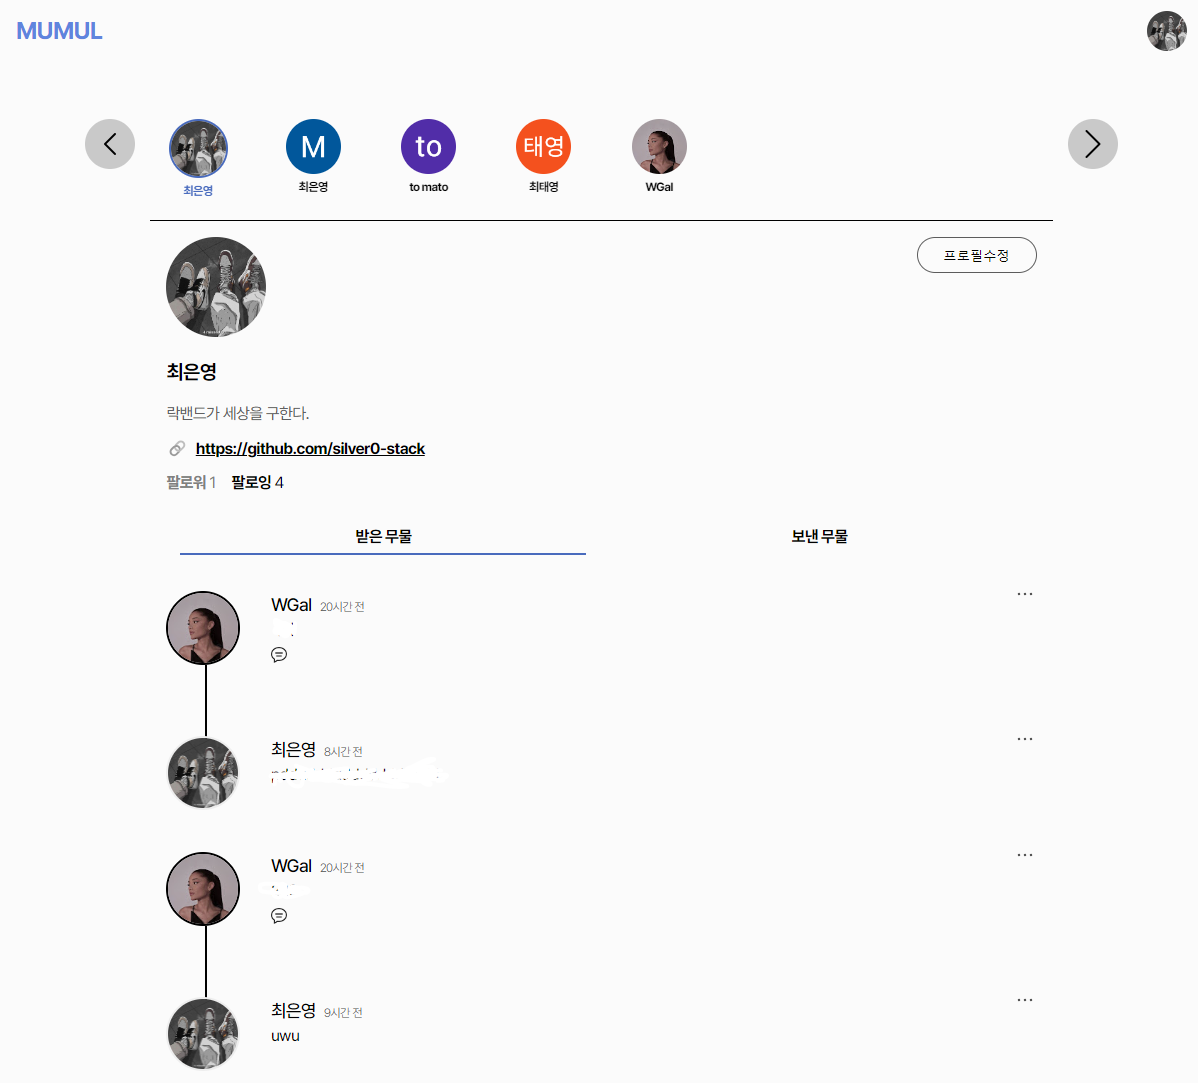 MUMUL
M
to
태영
최은영
최은영
to mato
최태영
WGal
프로필수정
최은영
락밴드가 세상을 구한다.
https://github.com/silver0-stack
팔로워 1 팔로잉 4
받은 무물
보낸 무물
WGal 20시간 전
최은영 8시간 전
WGal 20시간 전
최은영 9시간 전
uwu